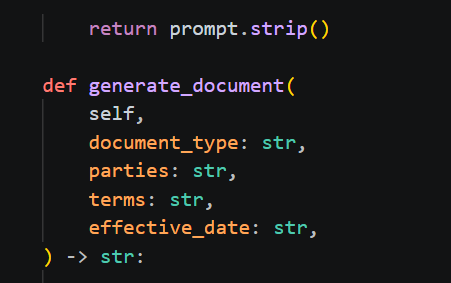 return prompt.strip()
def generate_document(
self,
document_type: str,
parties: str,
terms: str,
effective_date: str,
) -> str: